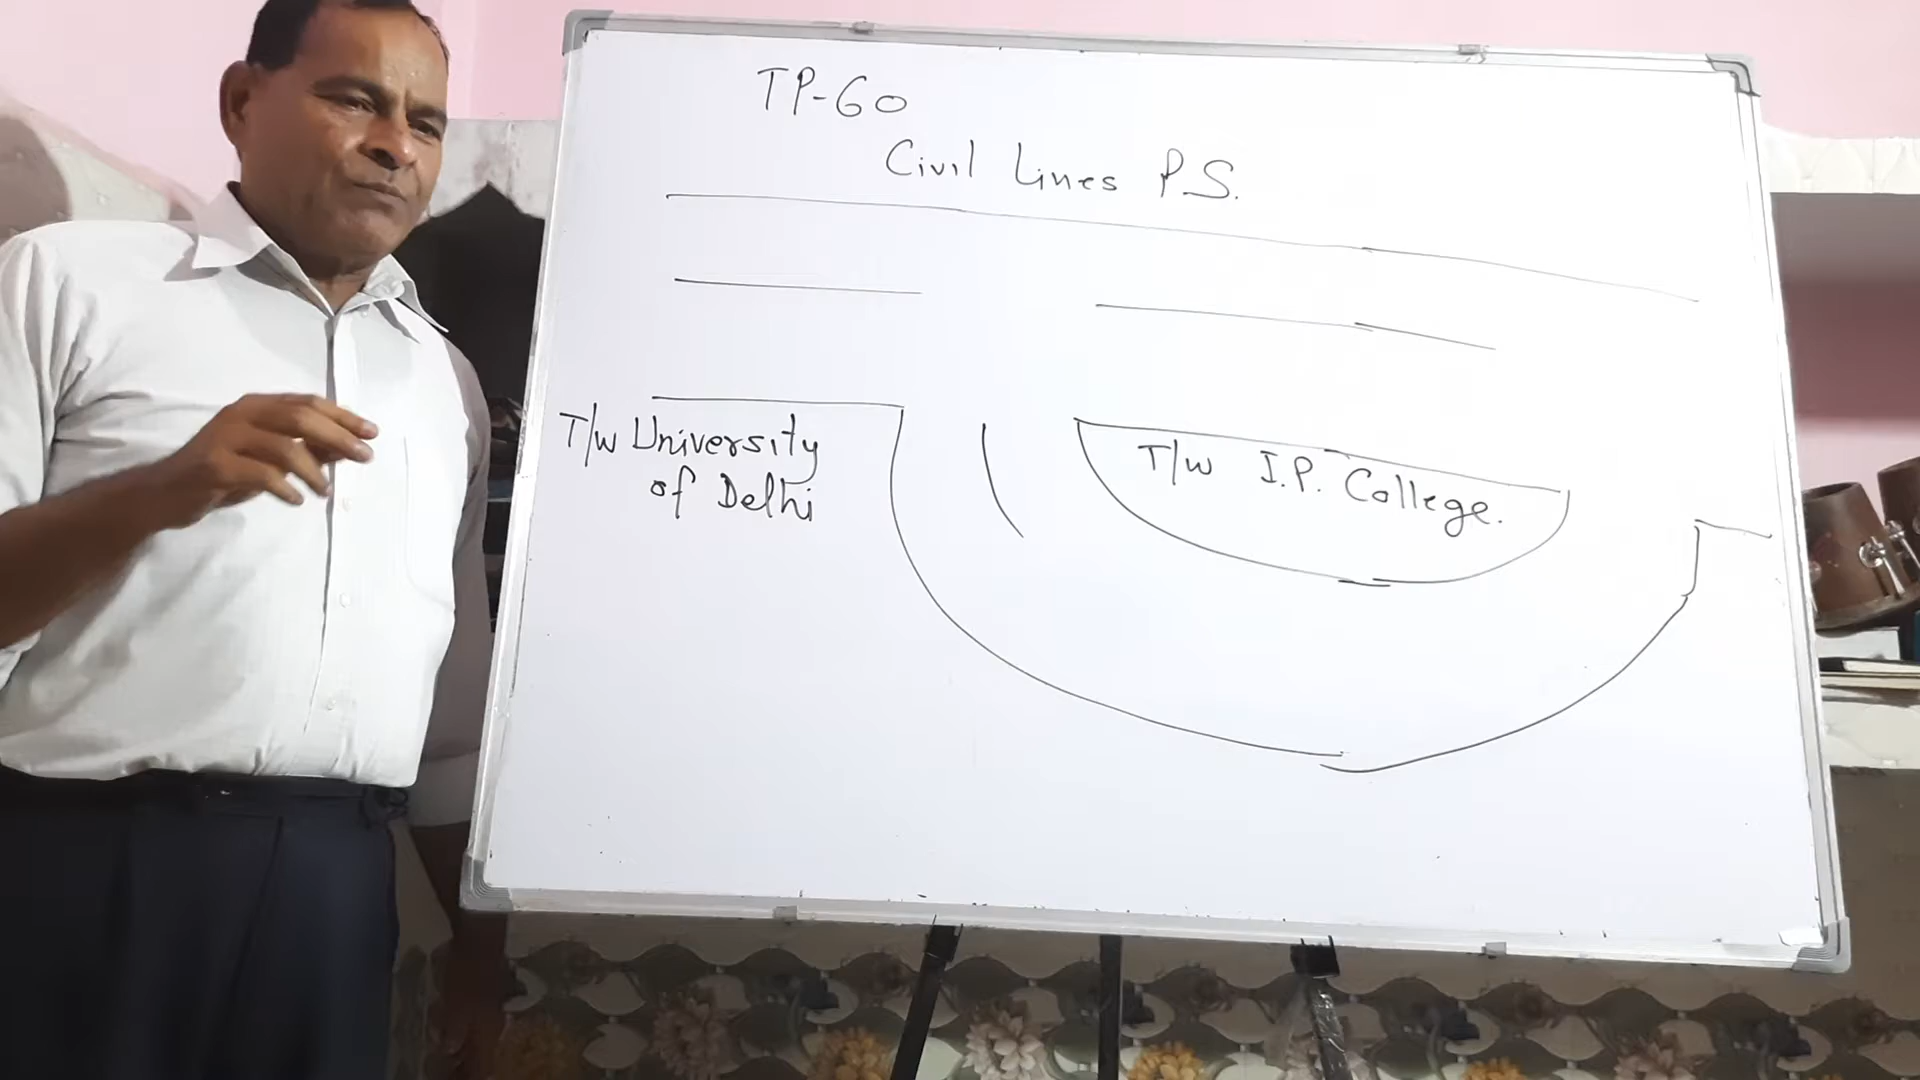 TP-60
Civil Lines P.S.
T/w University
of Delhi
T/w I.P. College.